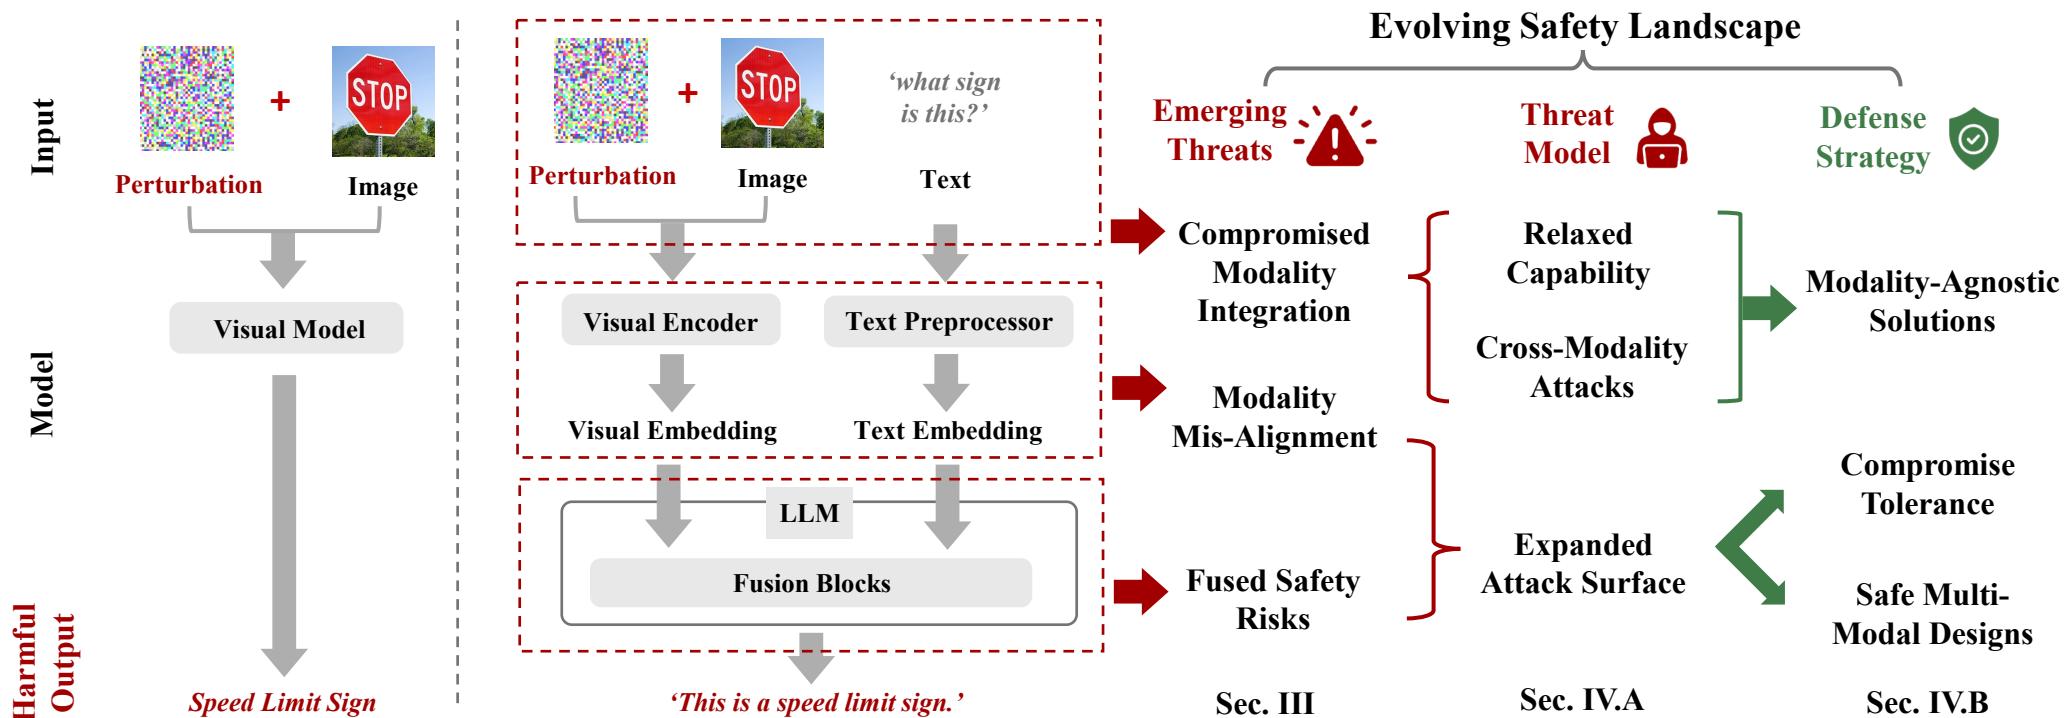 Input
Model
Harmful
Output
STOP
+
Perturbation
Image
Visual Model
Speed Limit Sign
STOP
+
‘what sign
is this?’
Perturbation
Image
Text
Visual Encoder
Text Preprocessor
Visual Embedding
Text Embedding
LLM
Fusion Blocks
‘This is a speed limit sign.’
Evolving Safety Landscape
Emerging
Threats
Threat
Model
Defense
Strategy
Compromised
Modality
Integration
Modality
Mis-Alignment
Fused Safety
Risks
Sec. III
Relaxed
Capability
Cross-Modality
Attacks
Expanded
Attack Surface
Sec. IV.A
Modality-Agnostic
Solutions
Compromise
Tolerance
Safe Multi-
Modal Designs
Sec. IV.B